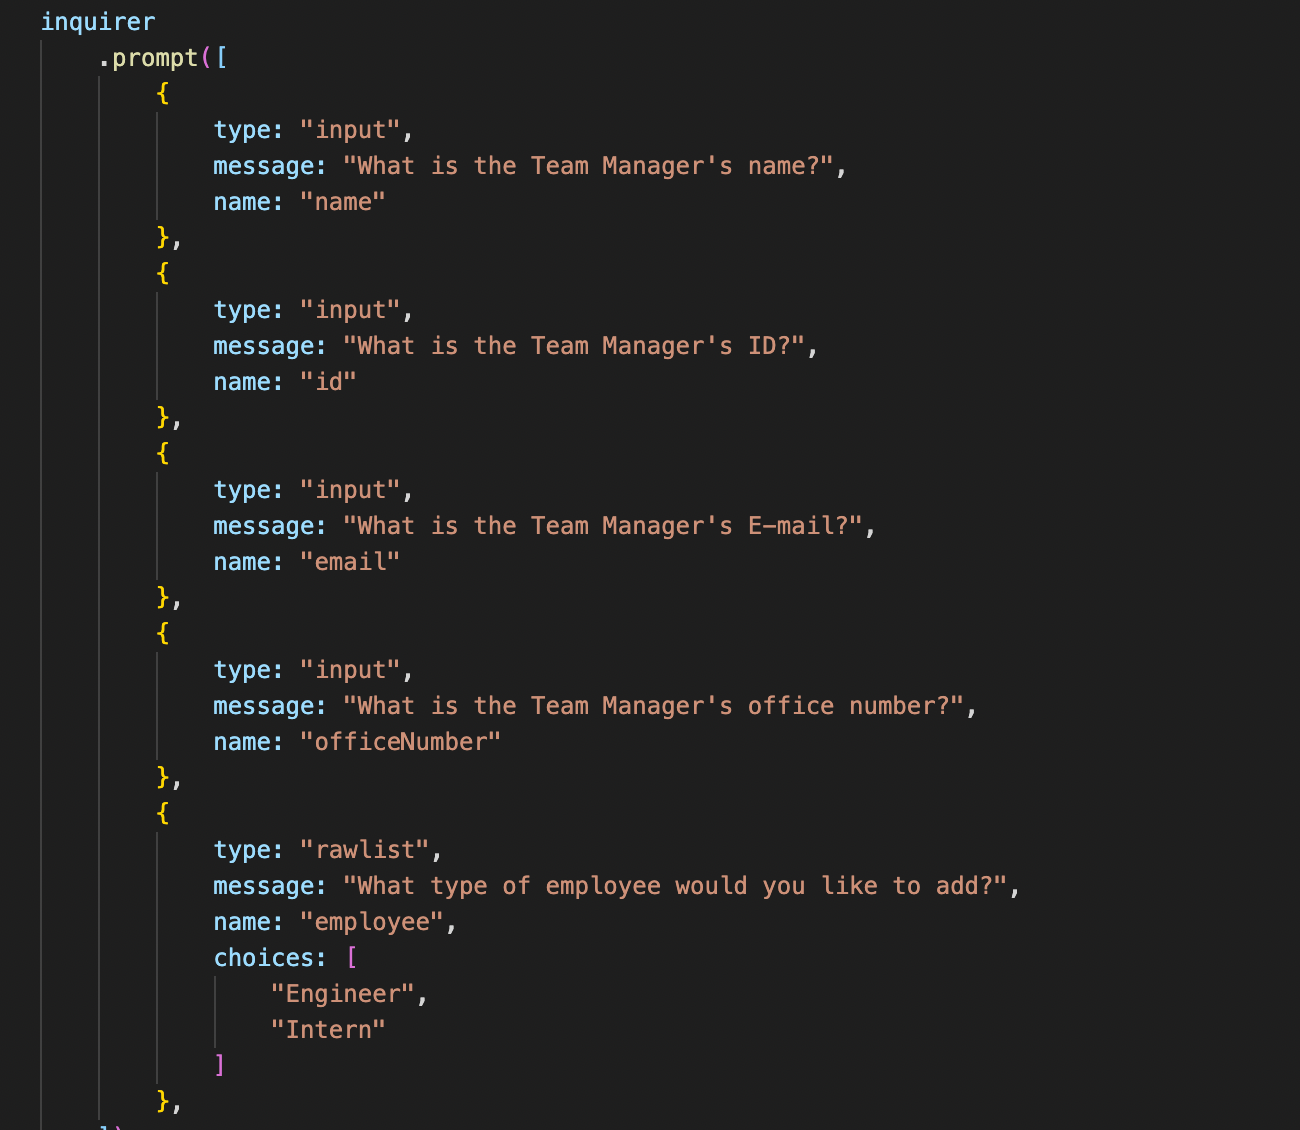 inquirer
    .prompt([
        {
            type: "input",
            message: "What is the Team Manager's name?",
            name: "name"
        },
        {
            type: "input",
            message: "What is the Team Manager's ID?",
            name: "id"
        },
        {
            type: "input",
            message: "What is the Team Manager's E-mail?",
            name: "email"
        },
        {
            type: "input",
            message: "What is the Team Manager's office number?",
            name: "officeNumber"
        },
        {
            type: "rawlist",
            message: "What type of employee would you like to add?",
            name: "employee",
            choices: [
                "Engineer",
                "Intern"
            ]
        },